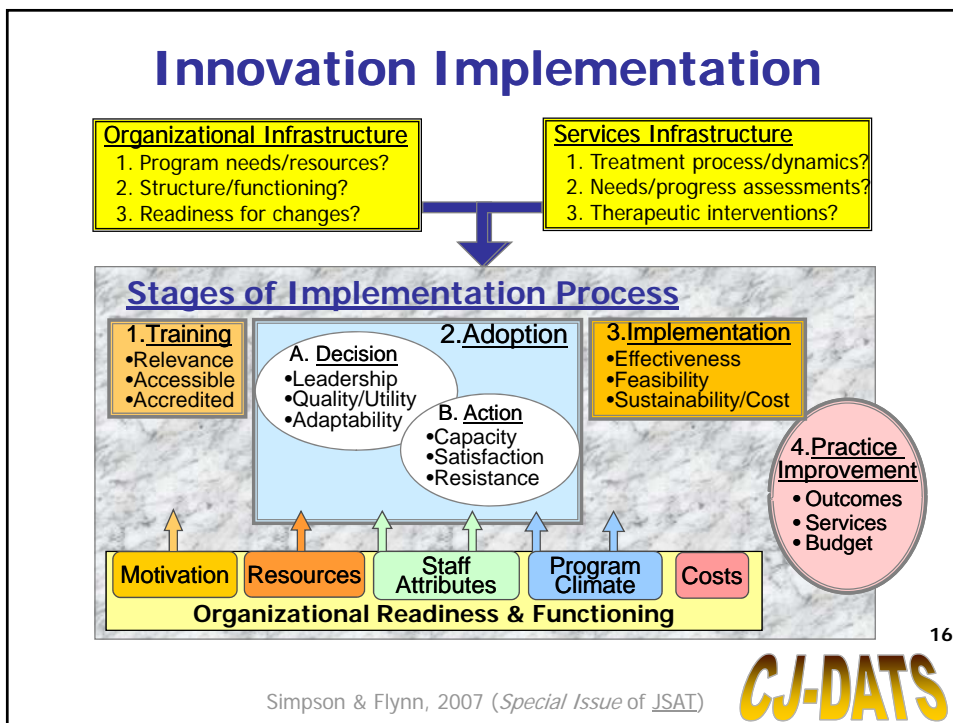 Innovation Implementation
Organizational Infrastructure
1. Program needs/resources?
2. Structure/functioning?
3. Readiness for changes?
Services Infrastructure
1. Treatment process/dynamics?
2. Needs/progress assessments?
3. Therapeutic interventions?
Stages of Implementation Process
1.Training
•Relevance
•Accessible
•Accredited
2.Adoption
A. Decision
•Leadership
•Quality/Utility
•Adaptability
B. Action
•Capacity
•Satisfaction
•Resistance
3.Implementation
•Effectiveness
•Feasibility
•Sustainability/Cost
4.Practice
Improvement
• Outcomes
• Services
• Budget
Motivation
Resources
Staff
Attributes
Program
Climate
Costs
Organizational Readiness & Functioning
16
Simpson & Flynn, 2007 (Special Issue of JSAT)
CJ-DATS